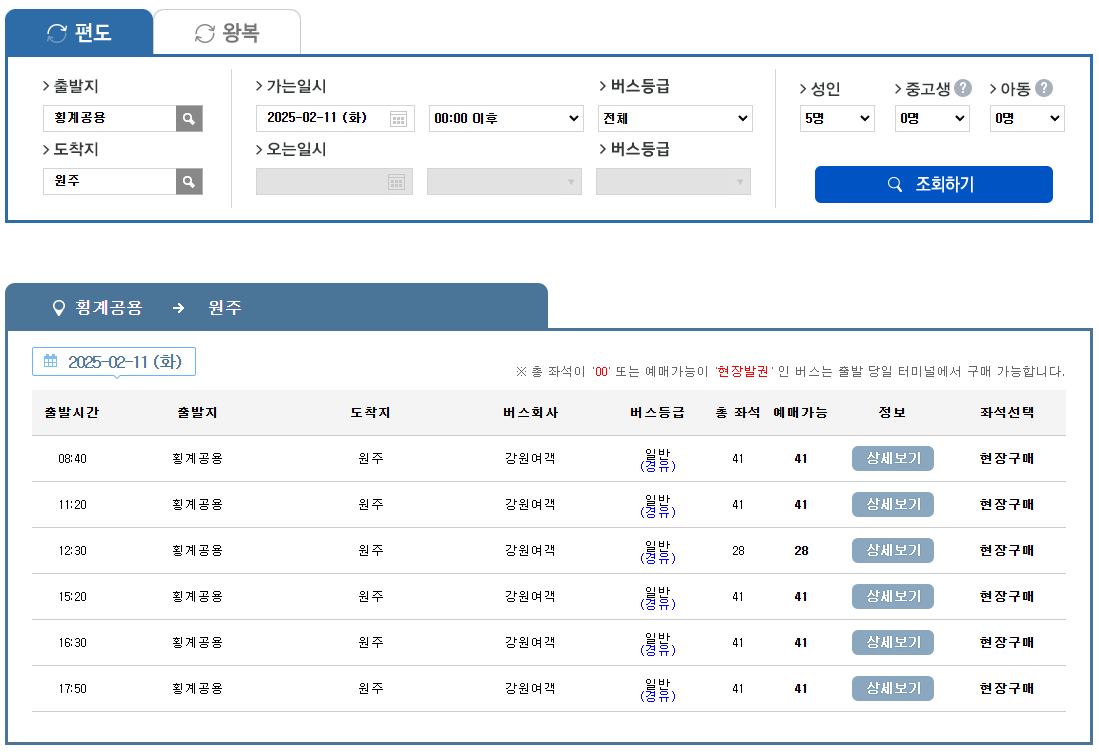 편도 왕복
출발지 가는일시 버스등급 성인 중고생 ? 아동 ?
횡계공용 2025-02-11 (화) 00:00 이후 전체 5명 0명 0명
도착지 오는일시 버스등급
원주
조회하기
횡계공용 → 원주
2025-02-11 (화)
※ 총 좌석이 '00' 또는 예매가능이 '현장발권' 인 버스는 출발 당일 터미널에서 구매 가능합니다.
출발시간 출발지 도착지 버스회사 버스등급 총 좌석 예매가능 정보 좌석선택
08:40 횡계공용 원주 강원여객 일반 41 41 상세보기 현장구매
(경유)
11:20 횡계공용 원주 강원여객 일반 41 41 상세보기 현장구매
(경유)
12:30 횡계공용 원주 강원여객 일반 28 28 상세보기 현장구매
(경유)
15:20 횡계공용 원주 강원여객 일반 41 41 상세보기 현장구매
(경유)
16:30 횡계공용 원주 강원여객 일반 41 41 상세보기 현장구매
(경유)
17:50 횡계공용 원주 강원여객 일반 41 41 상세보기 현장구매
(경유)